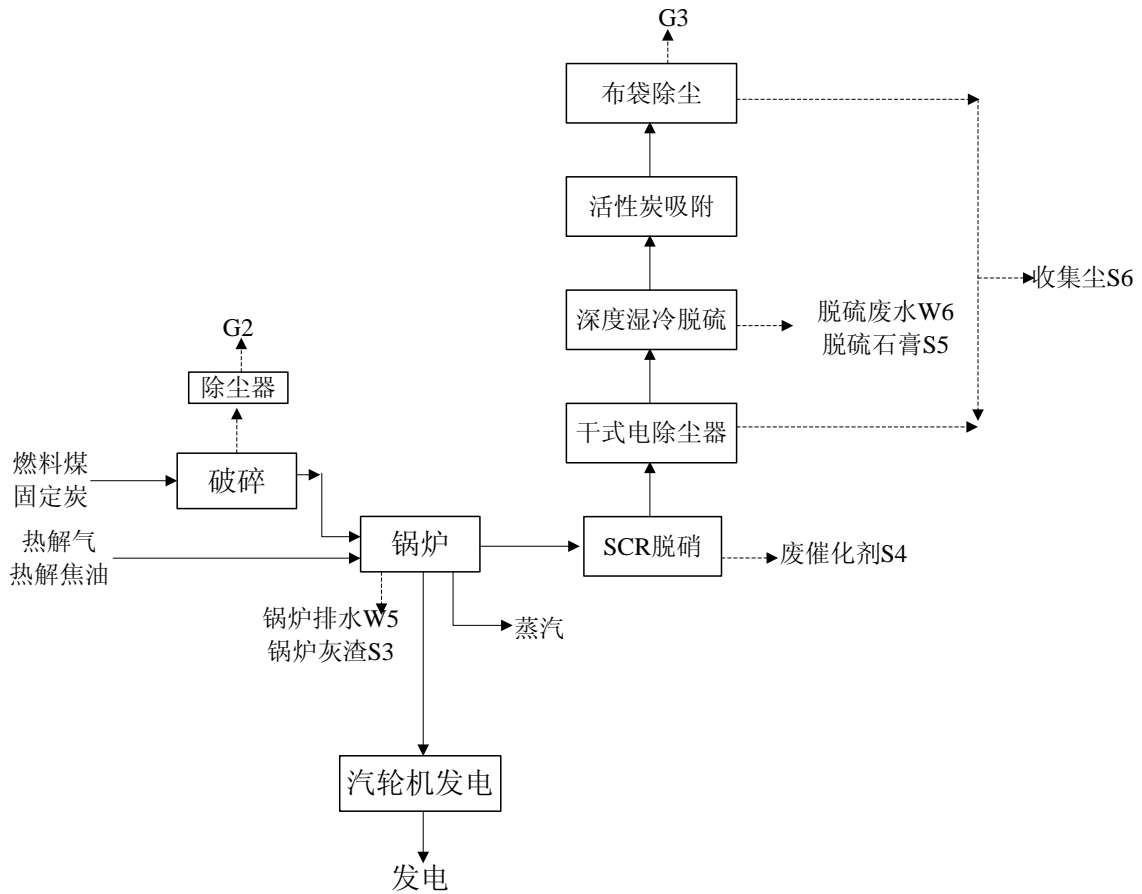 G3
布袋除尘
活性炭吸附
收集尘S6
深度湿冷脱硫
脱硫废水W6
脱硫石膏S5
G2
除尘器
干式电除尘器
燃料煤
固定炭
破碎
热解气
热解焦油
锅炉
SCR脱硝
废催化剂S4
锅炉排水W5
锅炉灰渣S3
蒸汽
汽轮机发电
发电